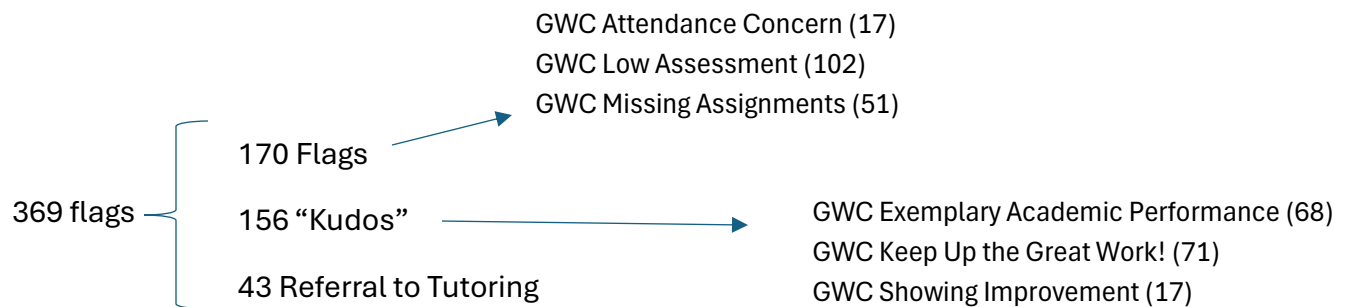 GWC Attendance Concern (17)
GWC Low Assessment (102)
GWC Missing Assignments (51)
170 Flags
369 flags
156 “Kudos”
43 Referral to Tutoring
GWC Exemplary Academic Performance (68)
GWC Keep Up the Great Work! (71)
GWC Showing Improvement (17)